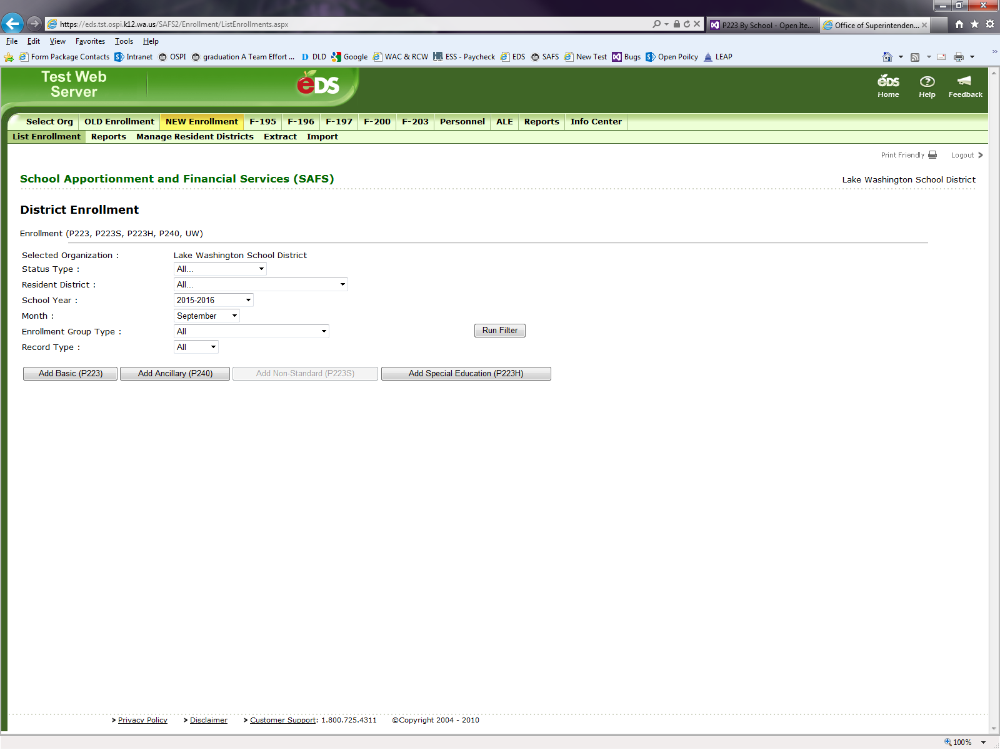 https://eds.tst.ospi.k12.wa.us/SAFS2/Enrollment/ListEnrollments.aspx
P223 By School - Open Ite...
Office of Superintenden...
File Edit View Favorites Tools Help
Form Package Contacts Intranet OSPI graduation A Team Effort ... DLD Google WAC & RCW ESS - Paycheck EDS SAFS New Test Bugs Open Poilcy LEAP
Test Web
Server
eDS
eDS
Home Help Feedback
Select Org OLD Enrollment NEW Enrollment F-195 F-196 F-197 F-200 F-203 Personnel ALE Reports Info Center
List Enrollment Reports Manage Resident Districts Extract Import
Print Friendly Logout
School Apportionment and Financial Services (SAFS)
Lake Washington School District
District Enrollment
Enrollment (P223, P223S, P223H, P240, UW)
Selected Organization : Lake Washington School District
Status Type : All...
Resident District : All...
School Year : 2015-2016
Month : September
Enrollment Group Type : All
Run Filter
Record Type : All
Add Basic (P223) Add Ancillary (P240) Add Non-Standard (P223S) Add Special Education (P223H)
> Privacy Policy > Disclaimer > Customer Support: 1.800.725.4311 ©Copyright 2004 - 2010
100%